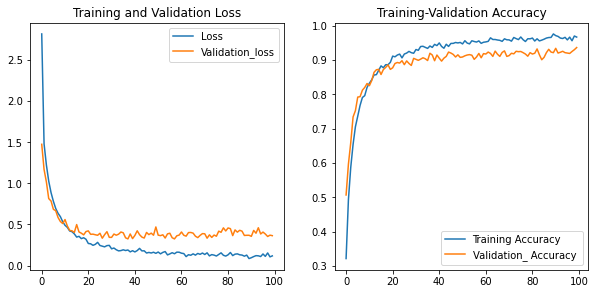 Training and Validation Loss
Loss
Validation_loss
2.5
2.0
1.5
1.0
0.5
0.0
0 20 40 60 80 100
Training-Validation Accuracy
1.0
0.9
0.8
0.7
0.6
0.5
0.4
0.3
Training Accuracy
Validation_ Accuracy
0 20 40 60 80 100